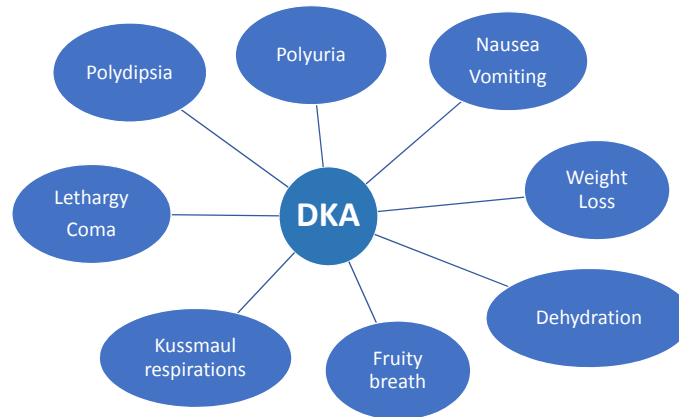 Polydipsia
Polyuria
Nausea
Vomiting
Lethargy
Coma
DKA
Weight
Loss
Kussmaul
respirations
Fruity
breath
Dehydration